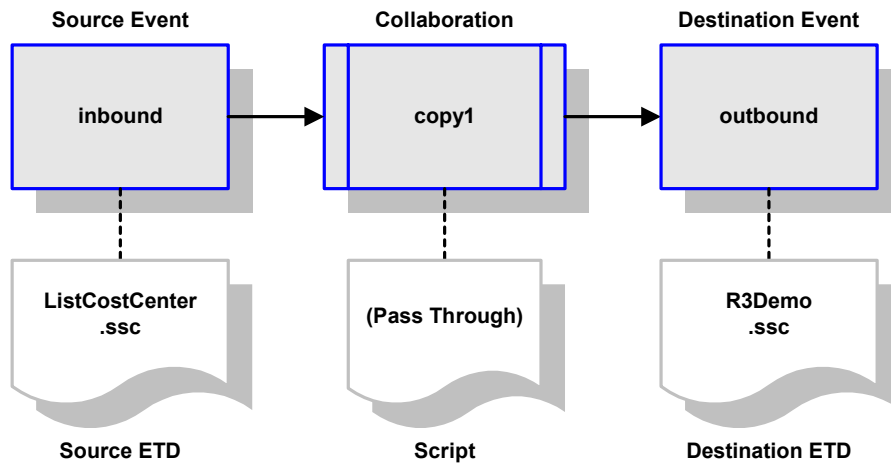 Source Event
Collaboration
Destination Event
inbound
copy1
outbound
ListCostCenter
.ssc
(Pass Through)
R3Demo
.ssc
Source ETD
Script
Destination ETD